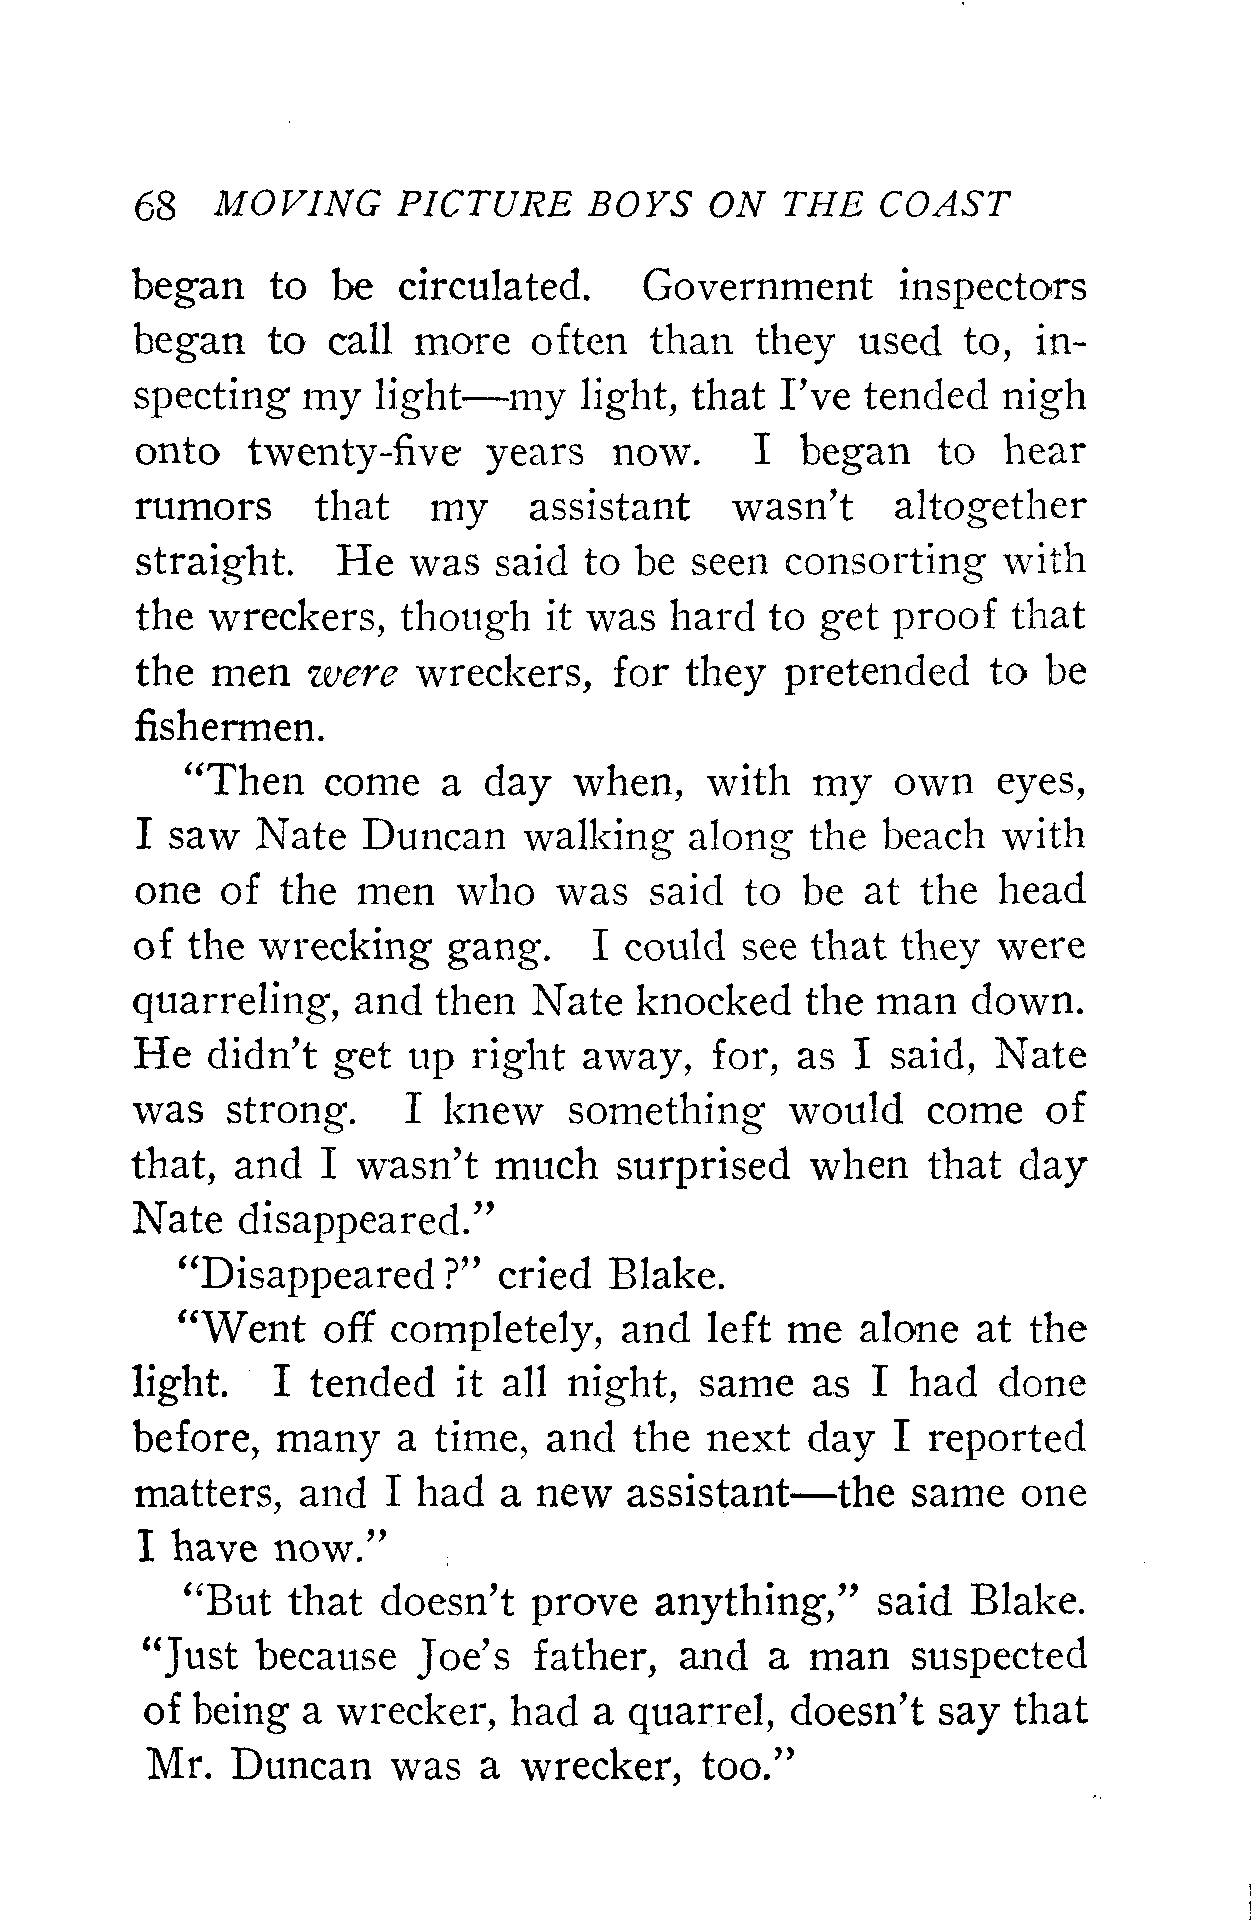 68 MOVING PICTURE BOYS ON THE COAST
began to be circulated. Government inspectors
began to call more often than they used to, in-
specting my light—my light, that I've tended nigh
onto twenty-five years now. I began to hear
rumors that my assistant wasn't altogether
straight. He was said to be seen consorting with
the wreckers, though it was hard to get proof that
the men were wreckers, for they pretended to be
fishermen.
“Then come a day when, with my own eyes,
I saw Nate Duncan walking along the beach with
one of the men who was said to be at the head
of the wrecking gang. I could see that they were
quarreling, and then Nate knocked the man down.
He didn't get up right away, for, as I said, Nate
was strong. I knew something would come of
that, and I wasn't much surprised when that day
Nate disappeared.”
“Disappeared?” cried Blake.
“Went off completely, and left me alone at the
light. I tended it all night, same as I had done
before, many a time, and the next day I reported
matters, and I had a new assistant—the same one
I have now.”
“But that doesn't prove anything,” said Blake.
“Just because Joe's father, and a man suspected
of being a wrecker, had a quarrel, doesn't say that
Mr. Duncan was a wrecker, too.”